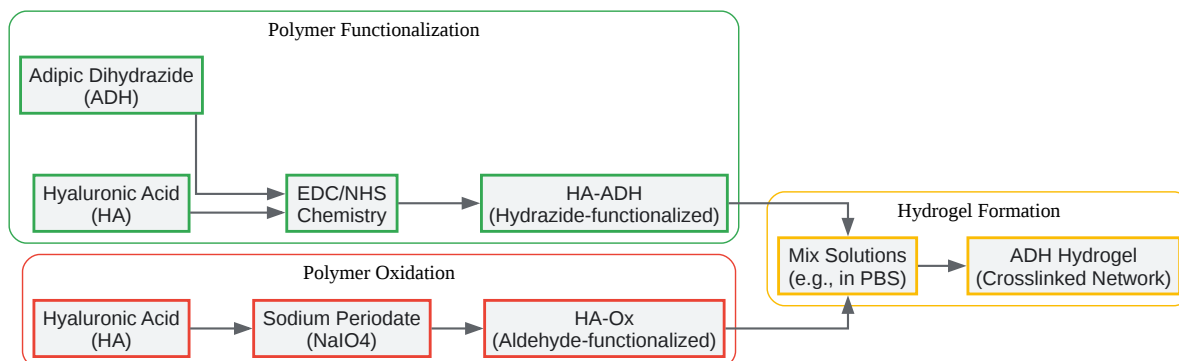 Polymer Functionalization
Adipic Dihydrazide
(ADH)
Hyaluronic Acid
(HA)
EDC/NHS
Chemistry
HA-ADH
(Hydrazide-functionalized)
Polymer Oxidation
Hyaluronic Acid
(HA)
Sodium Periodate
(NaIO4)
HA-Ox
(Aldehyde-functionalized)
Hydrogel Formation
Mix Solutions
(e.g., in PBS)
ADH Hydrogel
(Crosslinked Network)